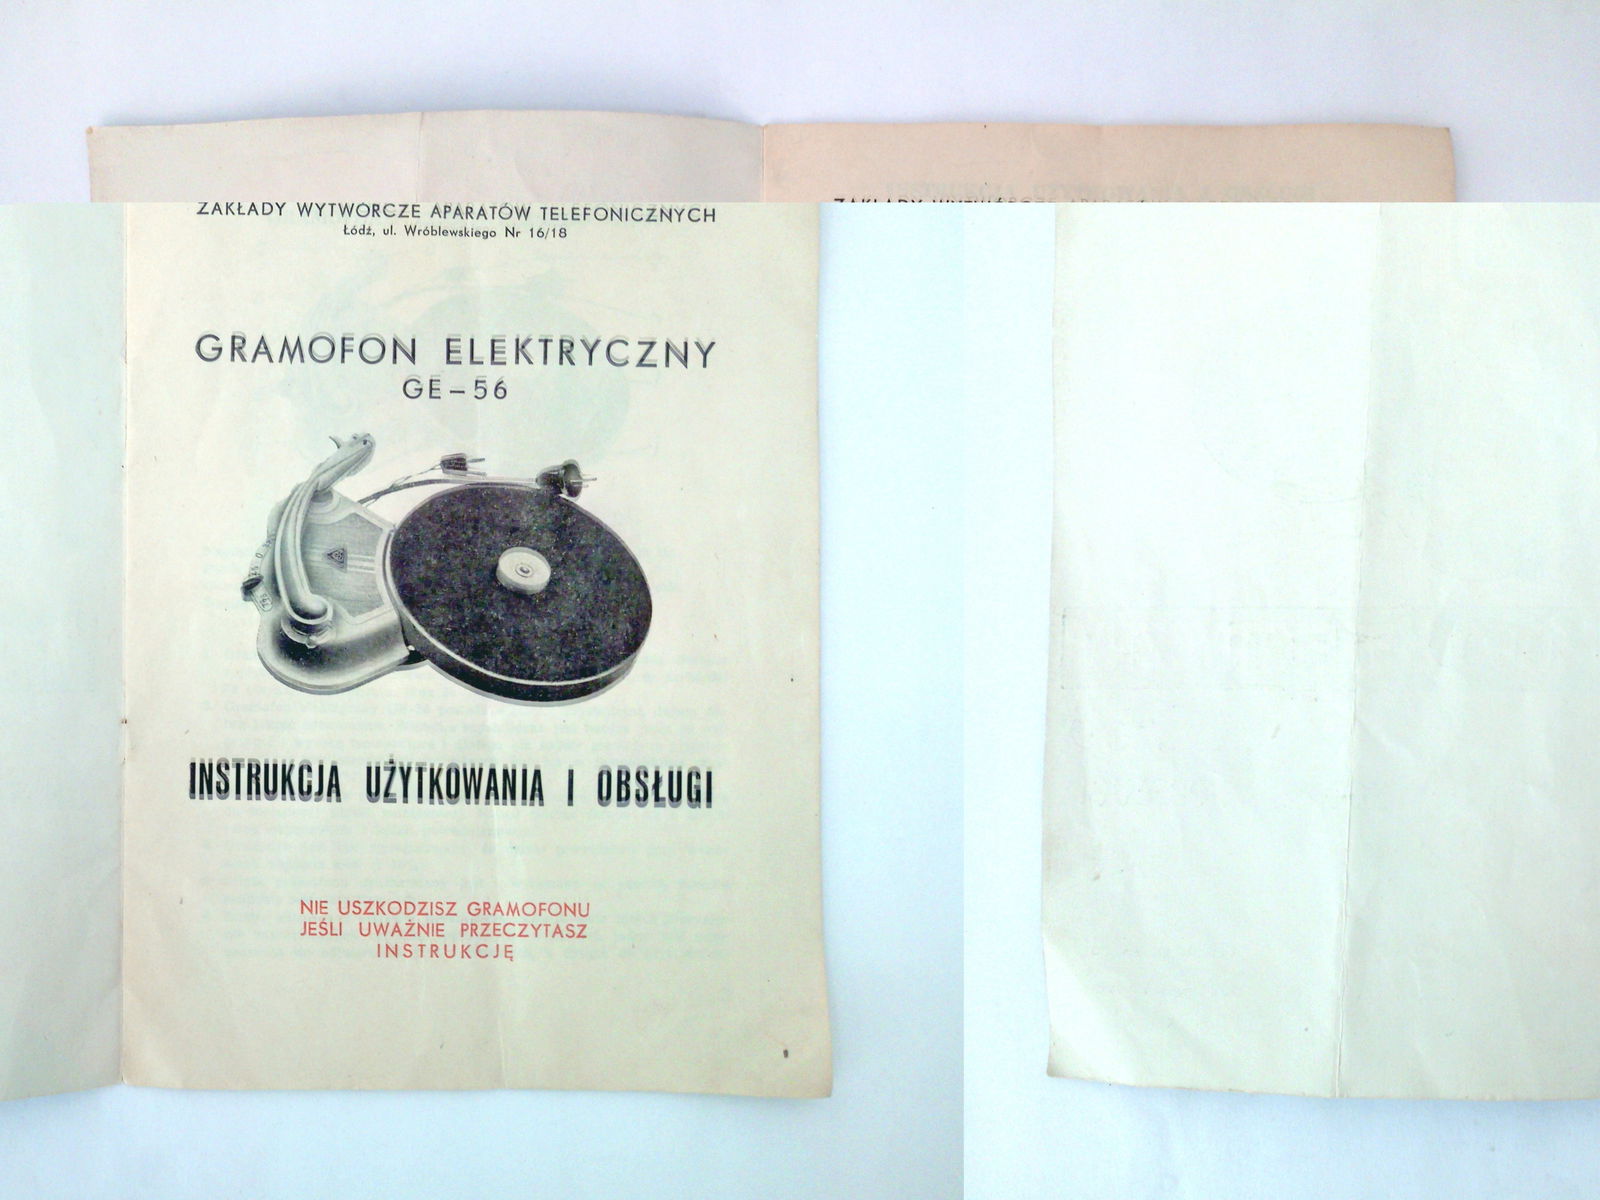 ZAKŁADY WYTWÓRCZE APARATÓW TELEFONICZNYCH
Łódź, ul. Wróblewskiego Nr 16/18
GRAMOFON ELEKTRYCZNY
GE – 56
INSTRUKCJA UŻYTKOWANIA I OBSŁUGI
NIE USZKODZISZ GRAMOFONU
JEŚLI UWAŻNIE PRZECZYTASZ
INSTRUKCJĘ